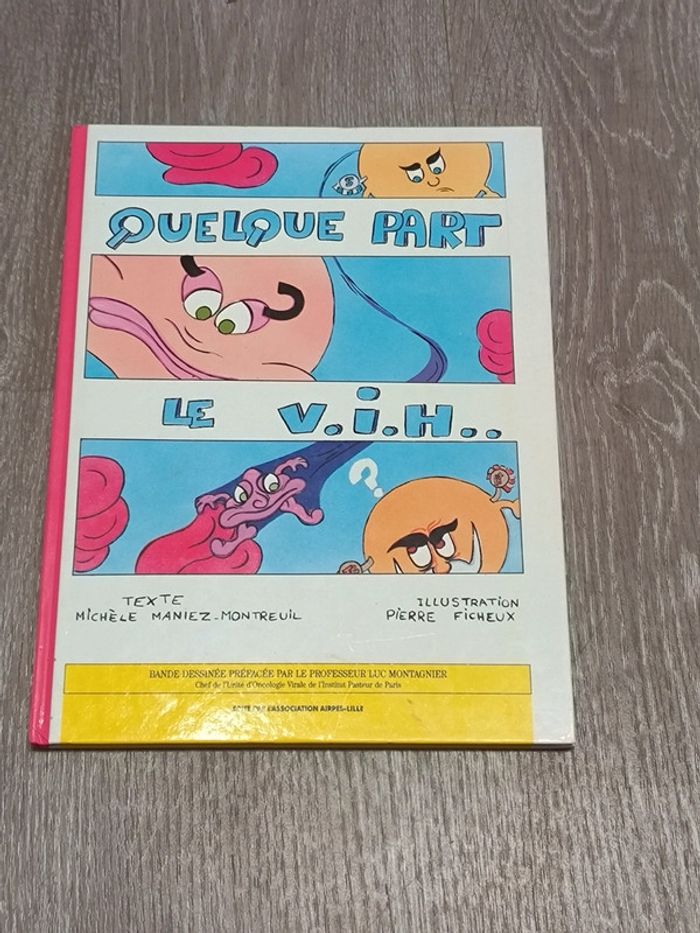 QUELQUE PART
LE V.i.H..
?
TEXTE
MICHÈLE MANIEZ-MONTREUIL
ILLUSTRATION
PIERRE FICHEUX
BANDE DESSINÉE PRÉFACÉE PAR LE PROFESSEUR LUC MONTAGNIER
Chef de l'Unité d'Oncologie Virale de l'Institut Pasteur de Paris
EDITÉ PAR L'ASSOCIATION AIRPES-LILLE